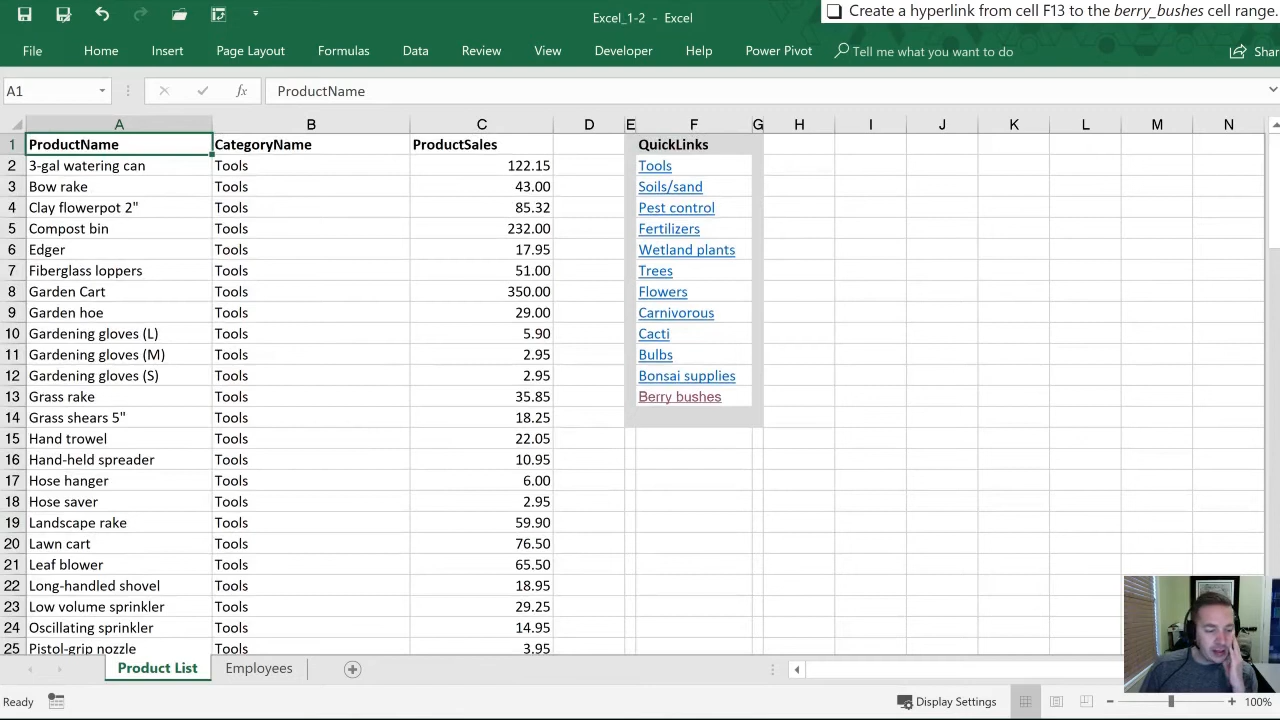 Excel_1-2 - Excel
Create a hyperlink from cell F13 to the berry_bushes cell range.
File Home Insert Page Layout Formulas Data Review View Developer Help Power Pivot Tell me what you want to do Shar
A1 fx ProductName
A B C D E F G H I J K L M N
1 ProductName CategoryName ProductSales QuickLinks
2 3-gal watering can Tools 122.15 Tools
3 Bow rake Tools 43.00 Soils/sand
4 Clay flowerpot 2" Tools 85.32 Pest control
5 Compost bin Tools 232.00 Fertilizers
6 Edger Tools 17.95 Wetland plants
7 Fiberglass loppers Tools 51.00 Trees
8 Garden Cart Tools 350.00 Flowers
9 Garden hoe Tools 29.00 Carnivorous
10 Gardening gloves (L) Tools 5.90 Cacti
11 Gardening gloves (M) Tools 2.95 Bulbs
12 Gardening gloves (S) Tools 2.95 Bonsai supplies
13 Grass rake Tools 35.85 Berry bushes
14 Grass shears 5" Tools 18.25
15 Hand trowel Tools 22.05
16 Hand-held spreader Tools 10.95
17 Hose hanger Tools 6.00
18 Hose saver Tools 2.95
19 Landscape rake Tools 59.90
20 Lawn cart Tools 76.50
21 Leaf blower Tools 65.50
22 Long-handled shovel Tools 18.95
23 Low volume sprinkler Tools 29.25
24 Oscillating sprinkler Tools 14.95
25 Pistol-grip nozzle Tools 3.95
Product List Employees
Ready Display Settings 100%